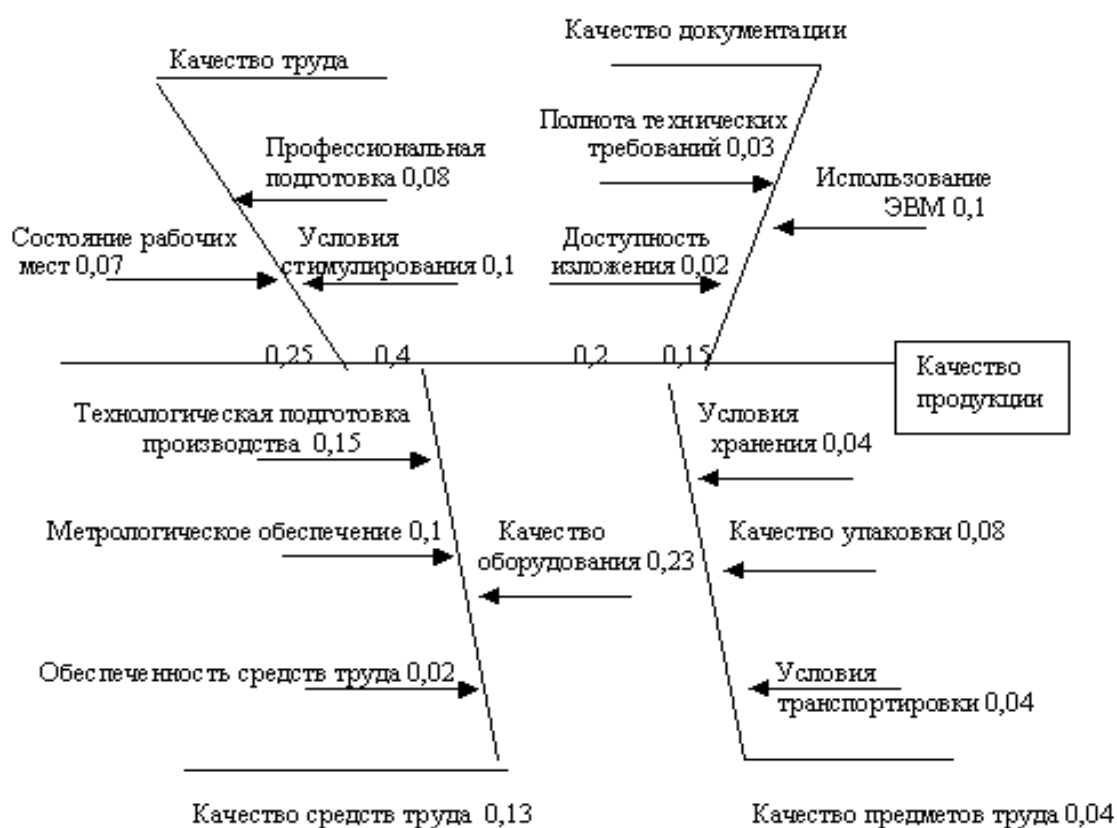 Качество документации
Качество труда
Полнота технических
требований 0,03
Профессиональная
подготовка 0,08
Использование
ЭВМ 0,1
Состояние рабочих
мест 0,07
Условия
стимулирования 0,1
Доступность
изложения 0,02
0,25
0,4
0,2
0,15
Качество
продукции
Технологическая подготовка
производства 0,15
Условия
хранения 0,04
Метрологическое обеспечение 0,1
Качество
оборудования 0,23
Качество упаковки 0,08
Обеспеченность средств труда 0,02
Условия
транспортировки 0,04
Качество средств труда 0,13
Качество предметов труда 0,04